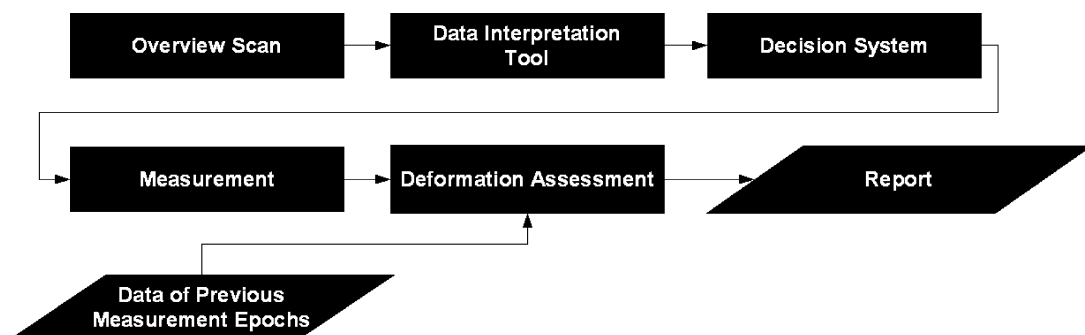 Overview Scan
Data Interpretation
Tool
Decision System
Measurement
Deformation Assessment
Report
Data of Previous
Measurement Epochs